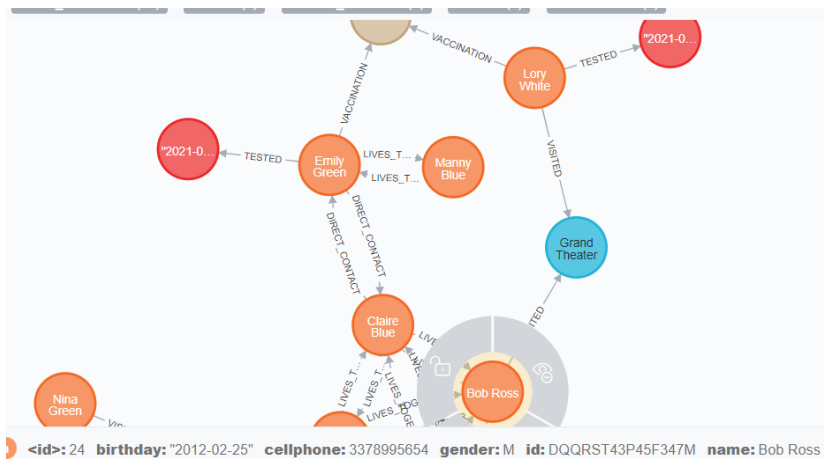 VACCINATION
Lory
White
TESTED
"2021-0...
VACCINATION
"2021-0...
TESTED
Emily
Green
LIVES_T...
LIVES_T...
Manny
Blue
VISITED
DIRECT_CONTACT
DIRECT_CONTACT
Grand
Theater
Claire
Blue
LIVES_T...
LIVES_T...
Bob Ross
Nina
Green
<id>: 24 birthday: "2012-02-25" cellphone: 3378995654 gender: M id: DQQRST43P45F347M name: Bob Ross